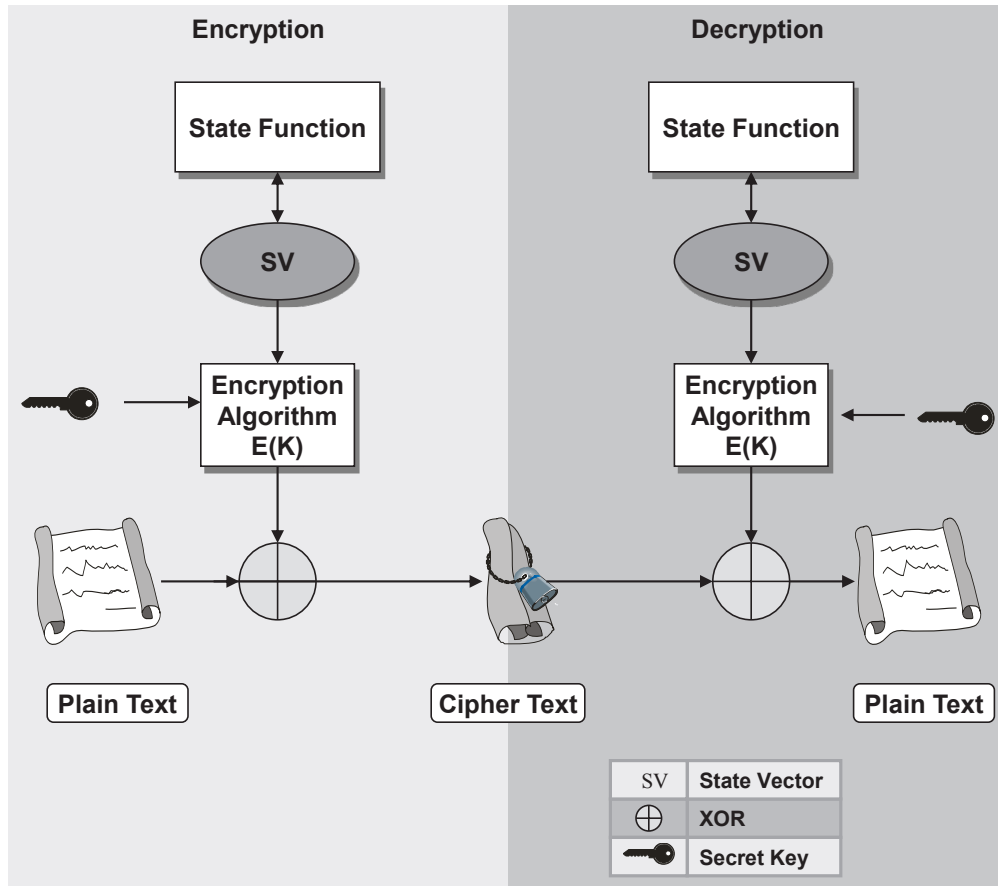 Encryption
Decryption
State Function
State Function
SV
SV
Encryption
Algorithm
E(K)
Encryption
Algorithm
E(K)
Plain Text
Cipher Text
Plain Text
SV State Vector
XOR
Secret Key